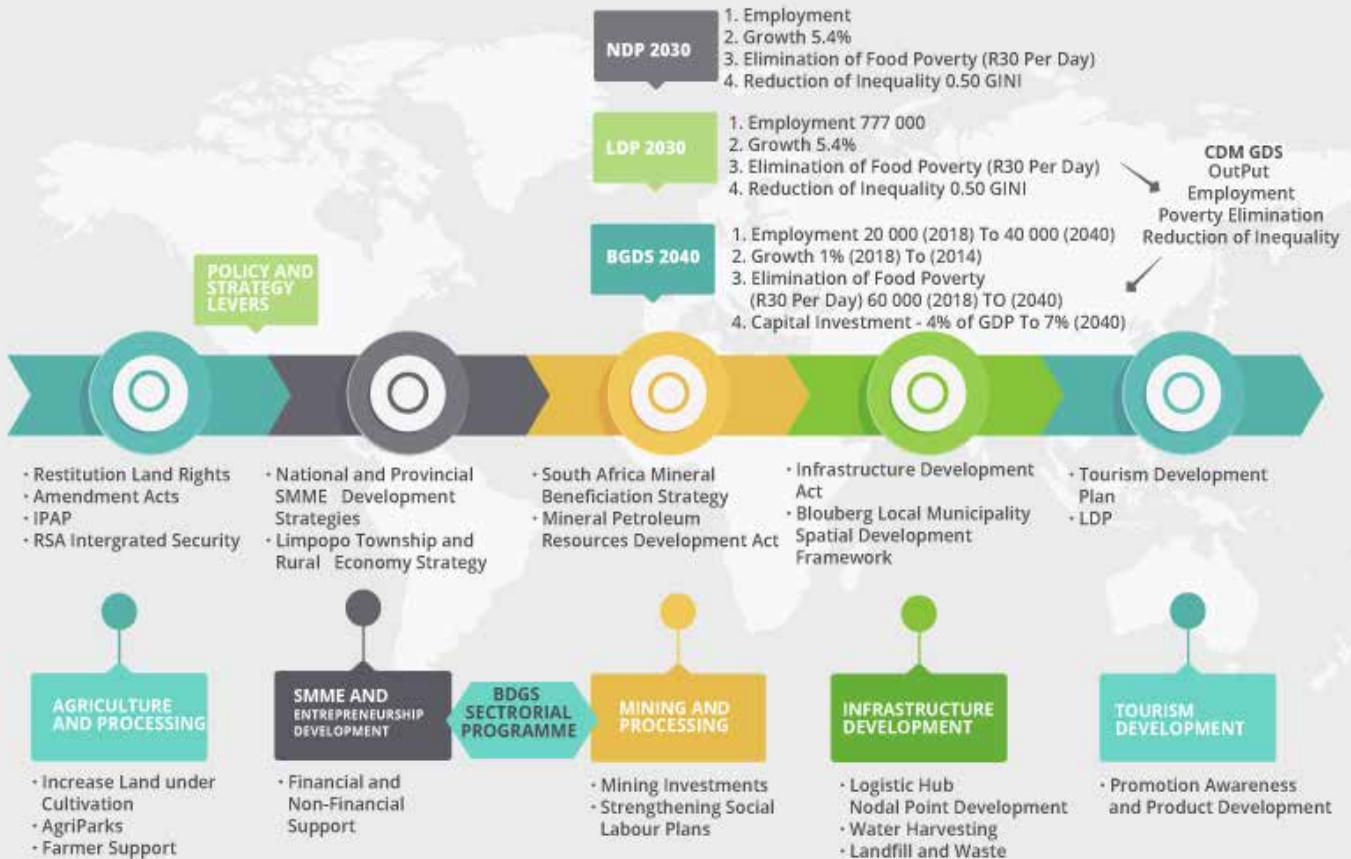 NDP 2030
1. Employment
2. Growth 5.4%
3. Elimination of Food Poverty (R30 Per Day)
4. Reduction of Inequality 0.50 GINI
LDP 2030
1. Employment 777 000
2. Growth 5.4%
3. Elimination of Food Poverty (R30 Per Day)
4. Reduction of Inequality 0.50 GINI
CDM GDS
OutPut
Employment
Poverty Elimination
Reduction of Inequality
BGDS 2040
1. Employment 20 000 (2018) To 40 000 (2040)
2. Growth 1% (2018) To (2014)
3. Elimination of Food Poverty
(R30 Per Day) 60 000 (2018) TO (2040)
4. Capital Investment - 4% of GDP To 7% (2040)
POLICY AND
STRATEGY
LEVERS
· Restitution Land Rights
· Amendment Acts
· IPAP
· RSA Intergrated Security
· National and Provincial
SMME Development
Strategies
· Limpopo Township and
Rural Economy Strategy
· South Africa Mineral
Beneficiation Strategy
· Mineral Petroleum
Resources Development Act
· Infrastructure Development
Act
· Blouberg Local Municipality
Spatial Development
Framework
· Tourism Development
Plan
· LDP
AGRICULTURE
AND PROCESSING
· Increase Land under
Cultivation
· AgriParks
· Farmer Support
SMME AND
ENTREPRENEURSHIP
DEVELOPMENT
· Financial and
Non-Financial
Support
BDGS
SECTRORIAL
PROGRAMME
MINING AND
PROCESSING
· Mining Investments
· Strengthening Social
Labour Plans
INFRASTRUCTURE
DEVELOPMENT
· Logistic Hub
Nodal Point Development
· Water Harvesting
· Landfill and Waste
TOURISM
DEVELOPMENT
· Promotion Awareness
and Product Development